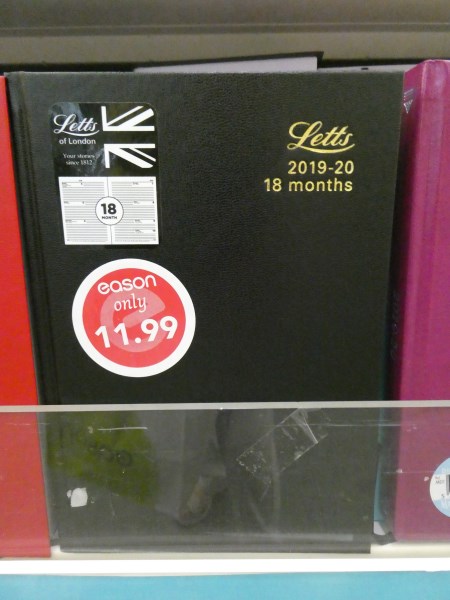 Letts
of London
Your stories
since 1812
18
MONTH
Letts
2019-20
18 months
eason
only
11.99